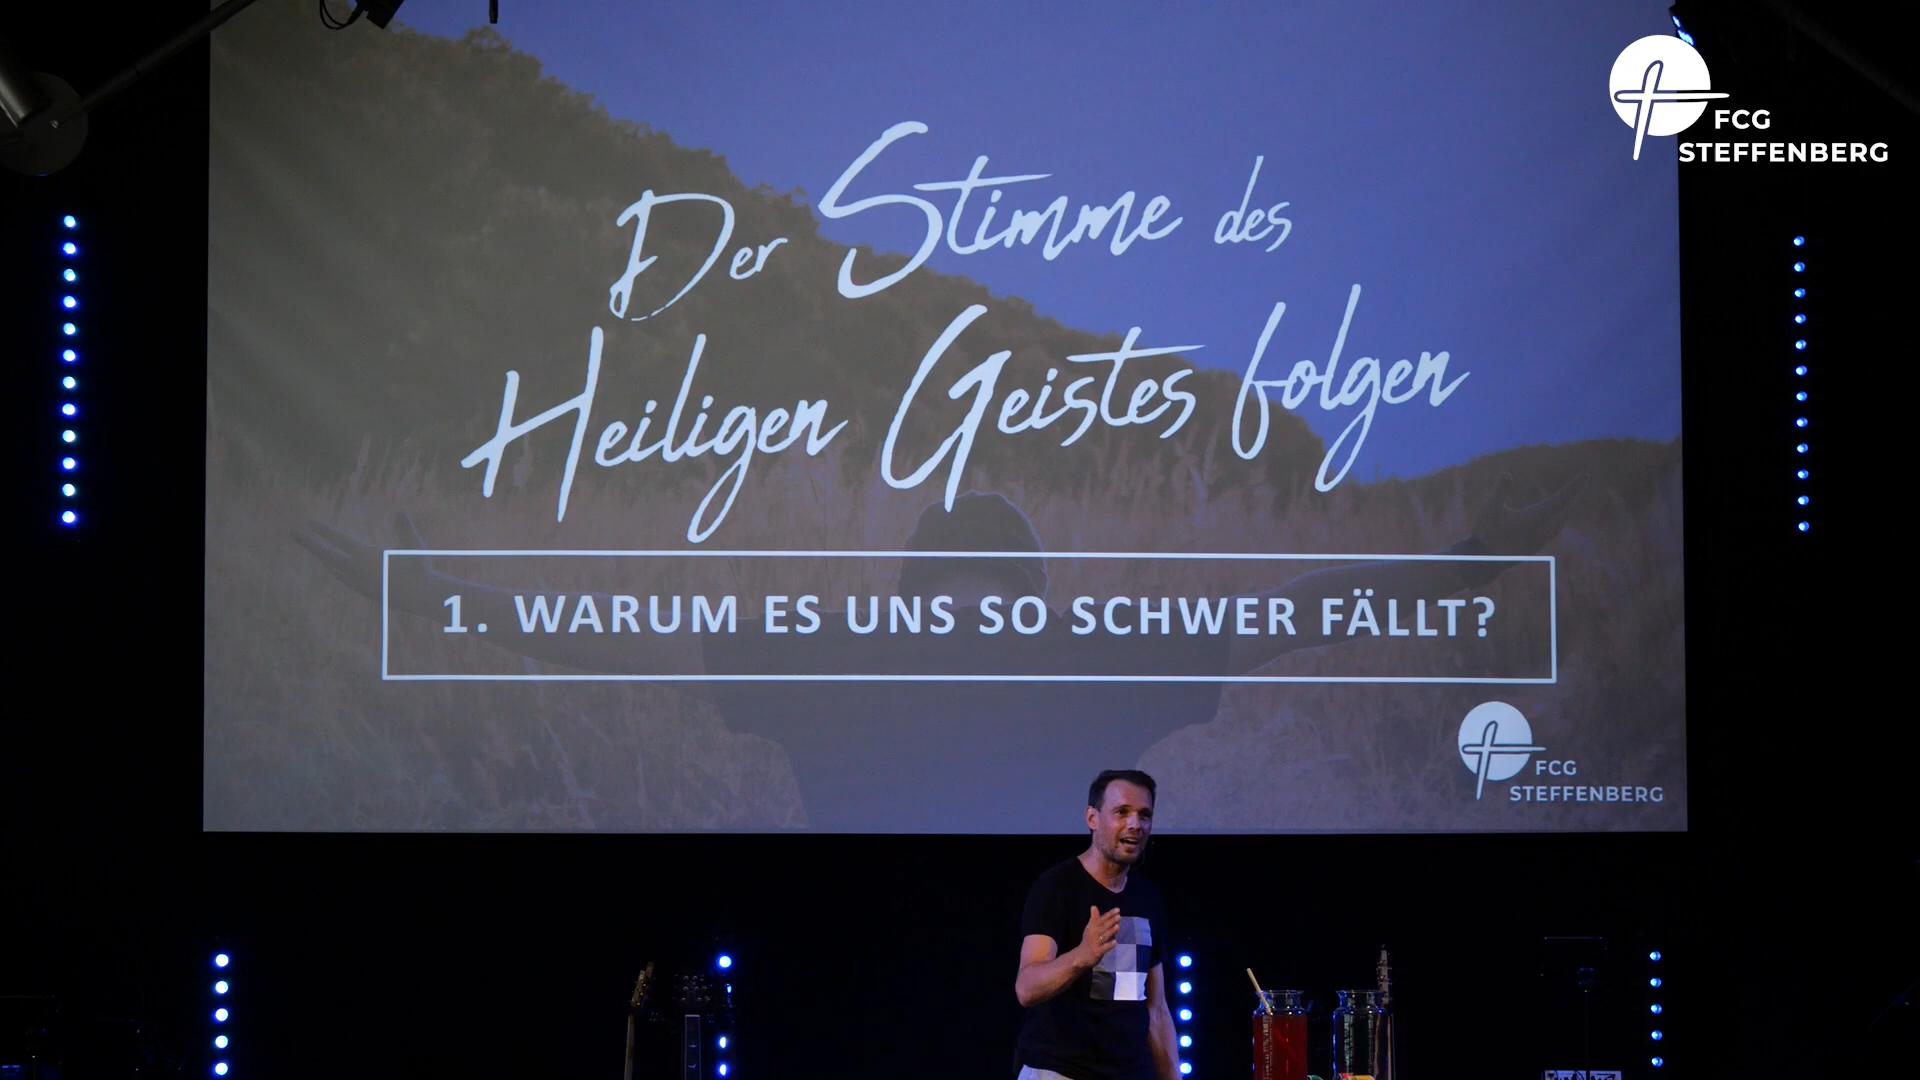 FCG
STEFFENBERG
Der Stimme des
Heiligen Geistes folgen
1. WARUM ES UNS SO SCHWER FÄLLT?
FCG
STEFFENBERG